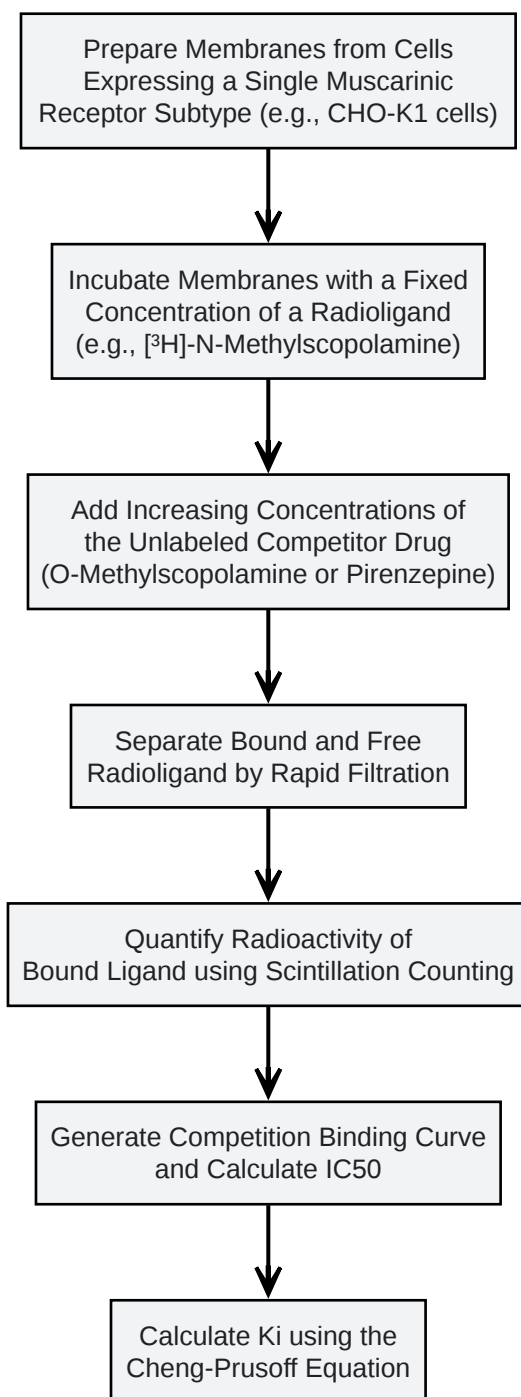 Prepare Membranes from Cells
Expressing a Single Muscarinic
Receptor Subtype (e.g., CHO-K1 cells)
Incubate Membranes with a Fixed
Concentration of a Radioligand
(e.g., [³H]-N-Methylscopolamine)
Add Increasing Concentrations of
the Unlabeled Competitor Drug
(O-Methylscopolamine or Pirenzepine)
Separate Bound and Free
Radioligand by Rapid Filtration
Quantify Radioactivity of
Bound Ligand using Scintillation Counting
Generate Competition Binding Curve
and Calculate IC50
Calculate Ki using the
Cheng-Prusoff Equation